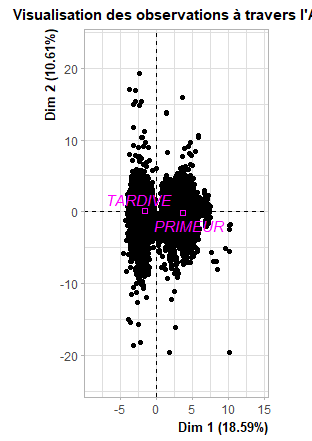 Visualisation des observations à travers l'A
Dim 2 (10.61%)
20
10
0
-10
-20
TARDIVE
PRIMEUR
-5
0
5
10
15
Dim 1 (18.59%)